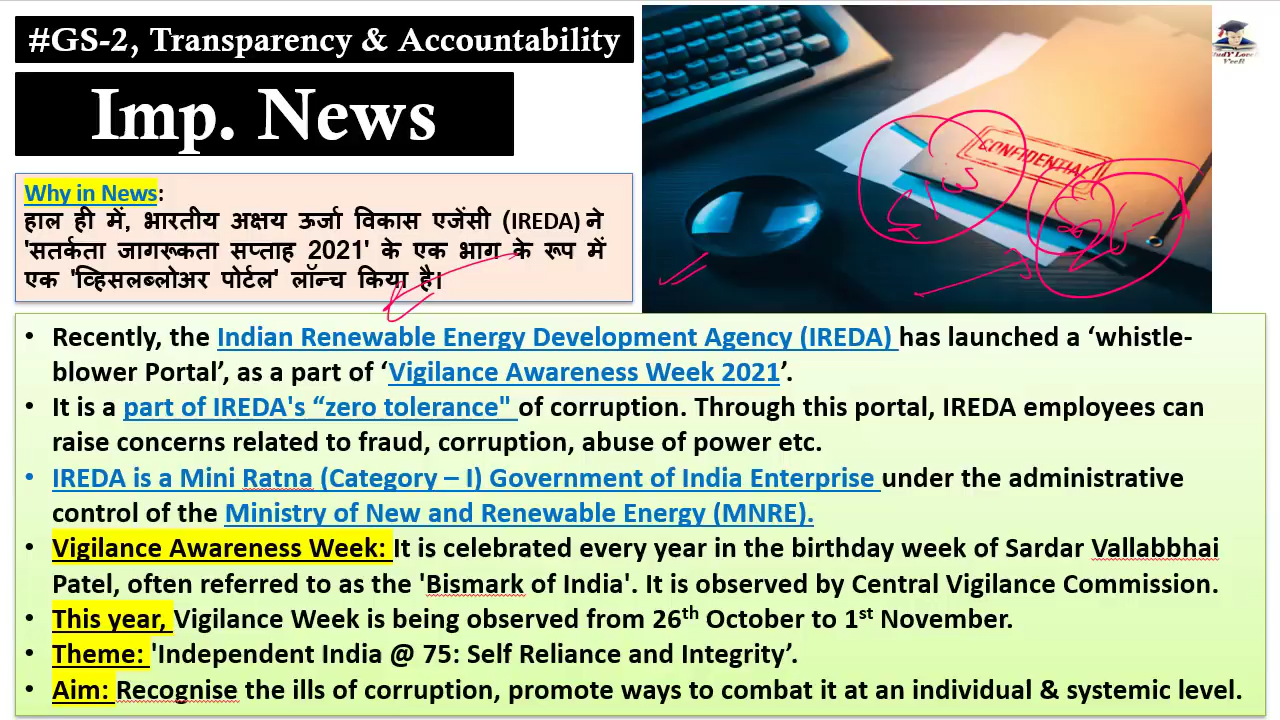 #GS-2, Transparency & Accountability
Imp. News
CONFIDENTIAL
StudY Lover
VeeR
Why in News:
हाल ही में, भारतीय अक्षय ऊर्जा विकास एजेंसी (IREDA) ने
'सतर्कता जागरूकता सप्ताह 2021' के एक भाग के रूप में
एक 'व्हिसलब्लोअर पोर्टल' लॉन्च किया है।
• Recently, the Indian Renewable Energy Development Agency (IREDA) has launched a ‘whistle-
blower Portal’, as a part of ‘Vigilance Awareness Week 2021’.
• It is a part of IREDA's “zero tolerance" of corruption. Through this portal, IREDA employees can
raise concerns related to fraud, corruption, abuse of power etc.
• IREDA is a Mini Ratna (Category – I) Government of India Enterprise under the administrative
control of the Ministry of New and Renewable Energy (MNRE).
• Vigilance Awareness Week: It is celebrated every year in the birthday week of Sardar Vallabbhai
Patel, often referred to as the 'Bismark of India'. It is observed by Central Vigilance Commission.
• This year, Vigilance Week is being observed from 26th October to 1st November.
• Theme: 'Independent India @ 75: Self Reliance and Integrity’.
• Aim: Recognise the ills of corruption, promote ways to combat it at an individual & systemic level.